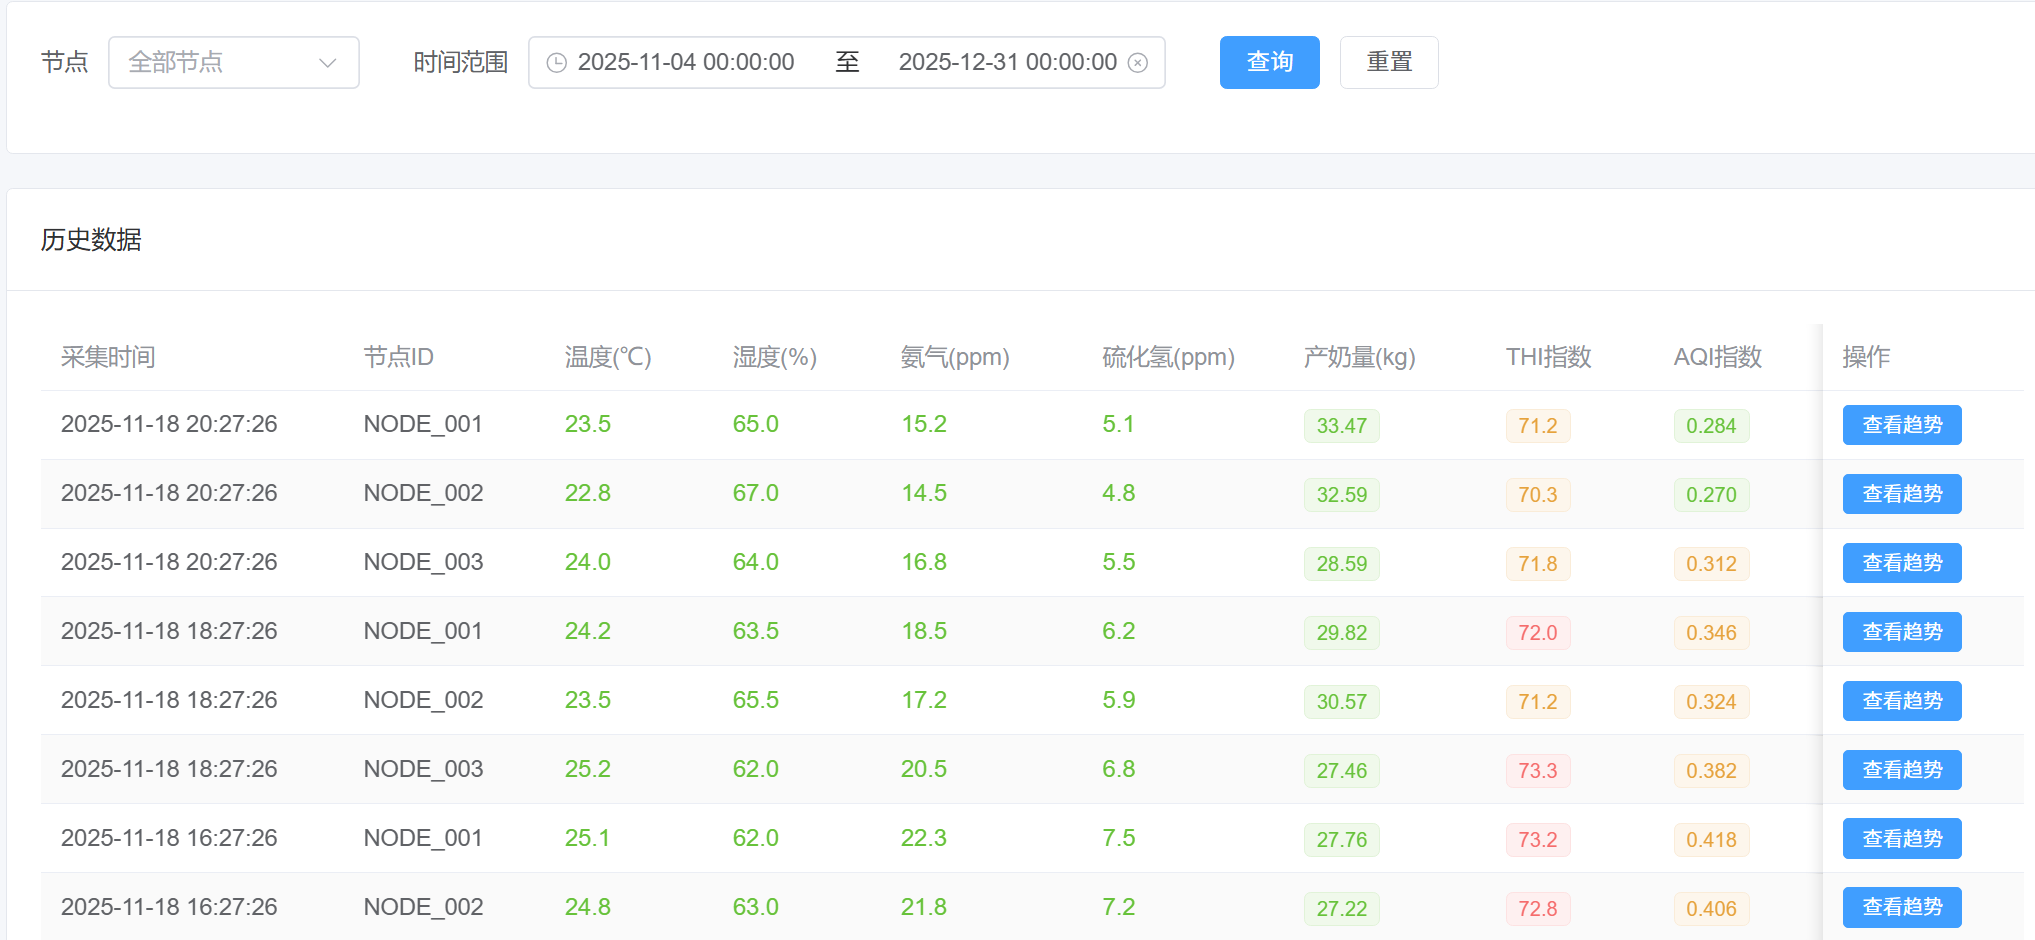 节点 全部节点 时间范围 2025-11-04 00:00:00 至 2025-12-31 00:00:00 查询 重置
历史数据
采集时间 节点ID 温度(℃) 湿度(%) 氨气(ppm) 硫化氢(ppm) 产奶量(kg) THI指数 AQI指数 操作
2025-11-18 20:27:26 NODE_001 23.5 65.0 15.2 5.1 33.47 71.2 0.284 查看趋势
2025-11-18 20:27:26 NODE_002 22.8 67.0 14.5 4.8 32.59 70.3 0.270 查看趋势
2025-11-18 20:27:26 NODE_003 24.0 64.0 16.8 5.5 28.59 71.8 0.312 查看趋势
2025-11-18 18:27:26 NODE_001 24.2 63.5 18.5 6.2 29.82 72.0 0.346 查看趋势
2025-11-18 18:27:26 NODE_002 23.5 65.5 17.2 5.9 30.57 71.2 0.324 查看趋势
2025-11-18 18:27:26 NODE_003 25.2 62.0 20.5 6.8 27.46 73.3 0.382 查看趋势
2025-11-18 16:27:26 NODE_001 25.1 62.0 22.3 7.5 27.76 73.2 0.418 查看趋势
2025-11-18 16:27:26 NODE_002 24.8 63.0 21.8 7.2 27.22 72.8 0.406 查看趋势